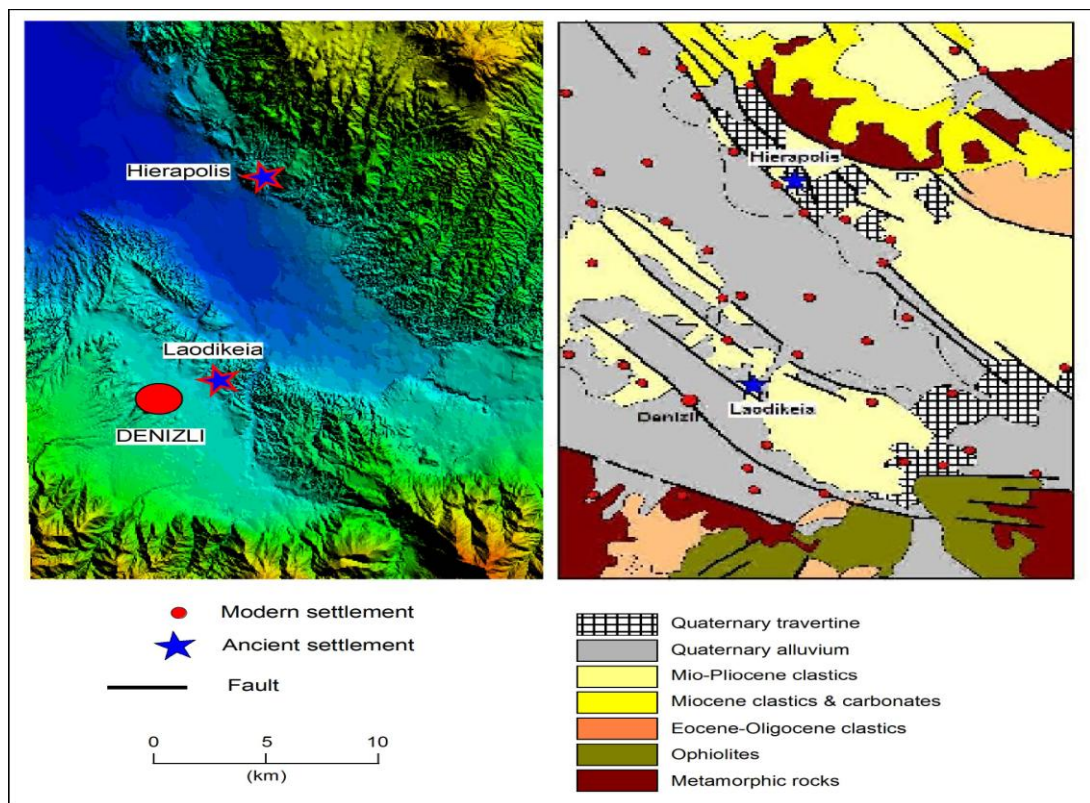 Hierapolis
Laodikeia
DENIZLI
Hierapolis
Denizli
Laodikeia
Modern settlement
Ancient settlement
Fault
0 5 10
(km)
Quaternary travertine
Quaternary alluvium
Mio-Pliocene clastics
Miocene clastics & carbonates
Eocene-Oligocene clastics
Ophiolites
Metamorphic rocks